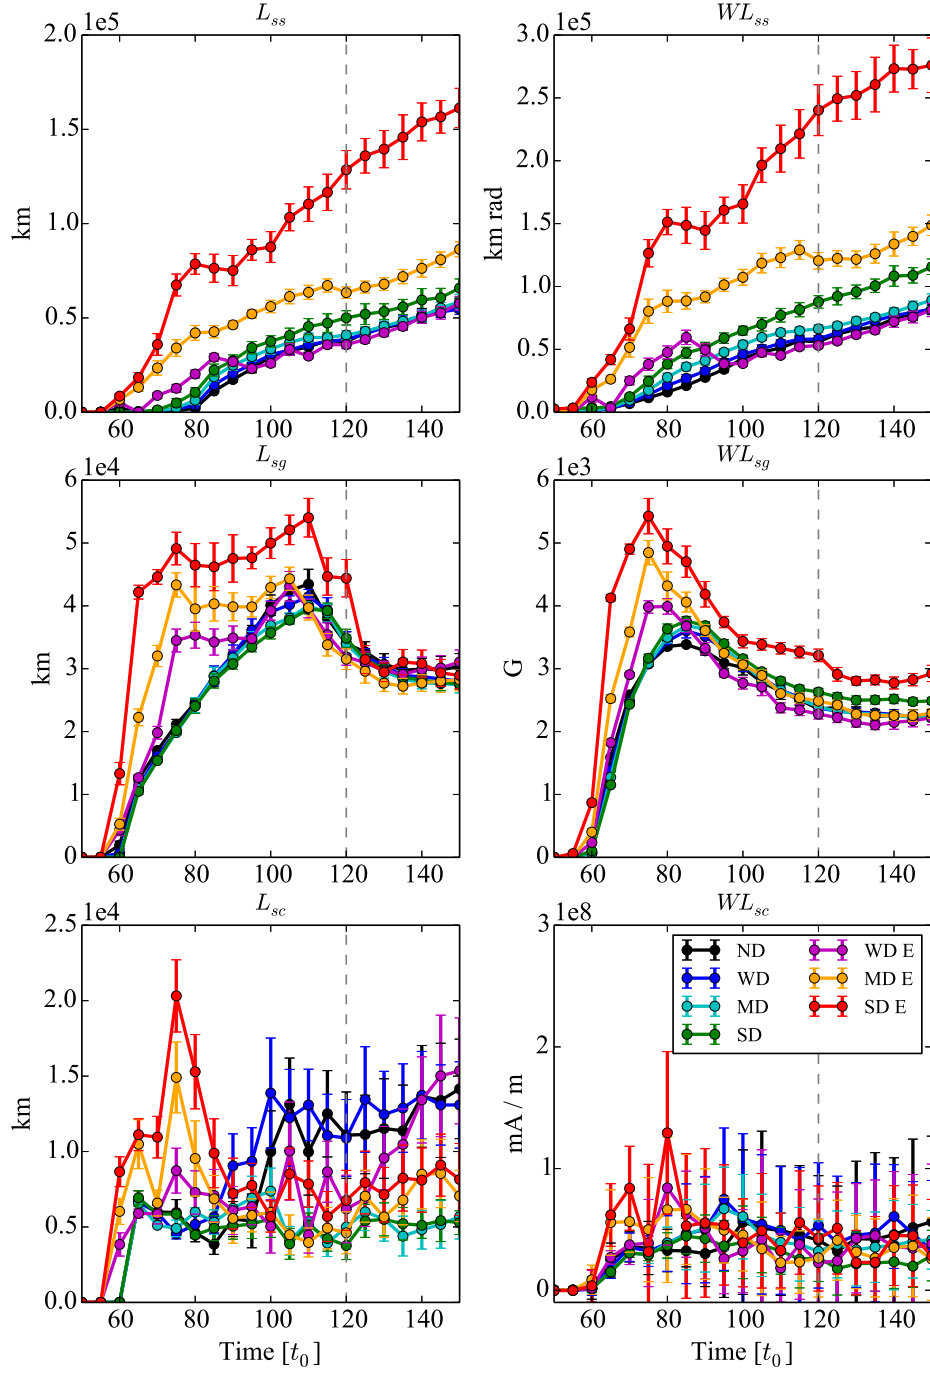 L_ss
1e5
2.0
1.5
1.0
0.5
0.0
km
60 80 100 120 140
WL_ss
1e5
3.0
2.5
2.0
1.5
1.0
0.5
0.0
km rad
60 80 100 120 140
L_sg
1e4
6
5
4
3
2
1
0
km
60 80 100 120 140
WL_sg
1e3
6
5
4
3
2
1
0
G
60 80 100 120 140
L_sc
1e4
2.5
2.0
1.5
1.0
0.5
0.0
km
60 80 100 120 140
Time [t_0]
WL_sc
1e8
3
2
1
0
mA / m
ND
WD
MD
SD
WD E
MD E
SD E
60 80 100 120 140
Time [t_0]